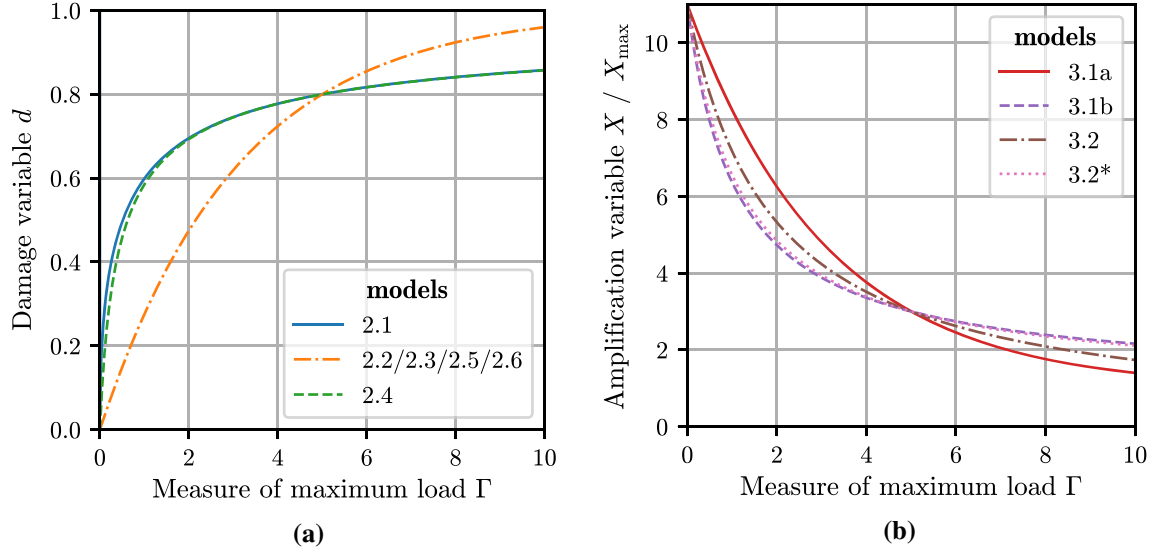 1.0
0.8
0.6
0.4
0.2
0.0
Damage variable d
models
2.1
2.2/2.3/2.5/2.6
2.4
0 2 4 6 8 10
Measure of maximum load Γ
(a)
10
8
6
4
2
0
Amplification variable X / Xmax
models
3.1a
3.1b
3.2
3.2*
0 2 4 6 8 10
Measure of maximum load Γ
(b)